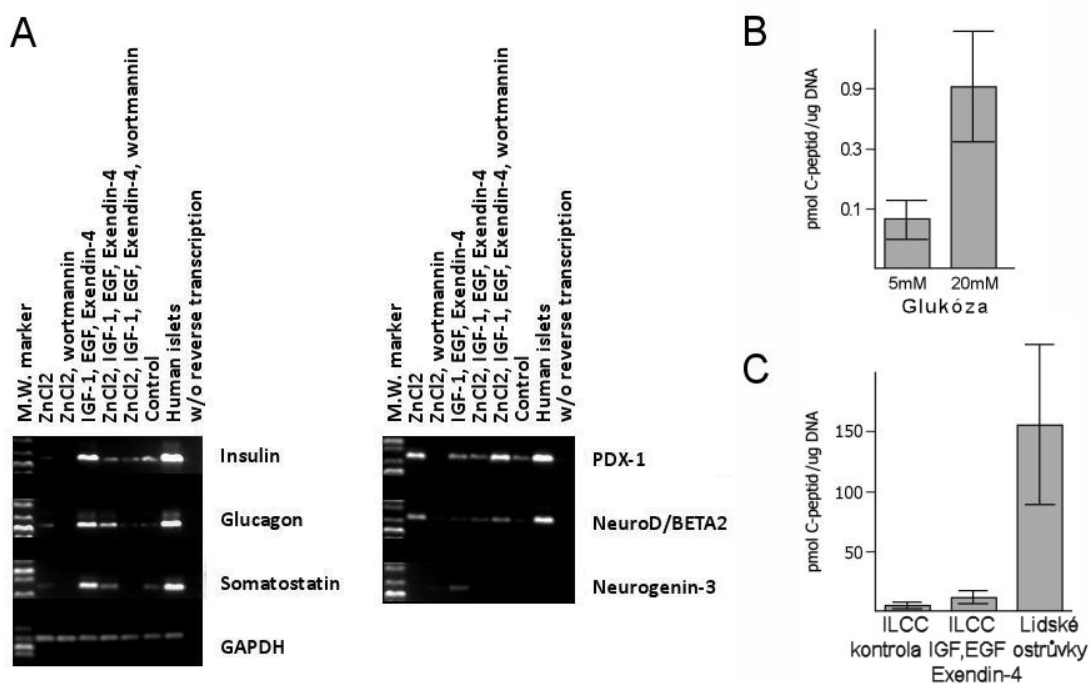 A
M.W. marker
ZnCl2
ZnCl2, wortmannin
IGF-1, EGF, Exendin-4
ZnCl2, IGF-1, EGF, Exendin-4
ZnCl2, IGF-1, EGF, Exendin-4, wortmannin
Control
Human islets
w/o reverse transcription
Insulin
Glucagon
Somatostatin
GAPDH
M.W. marker
ZnCl2
ZnCl2, wortmannin
IGF-1, EGF, Exendin-4
ZnCl2, IGF-1, EGF, Exendin-4
ZnCl2, IGF-1, EGF, Exendin-4, wortmannin
Control
Human islets
w/o reverse transcription
PDX-1
NeuroD/BETA2
Neurogenin-3
B
pmol C-peptid /ug DNA
0.9
0.3
0.1
5mM 20mM
Glukóza
C
pmol C-peptid /ug DNA
150
100
50
ILCC
kontrola
ILCC
IGF,EGF
Exendin-4
Lidské
ostrůvky